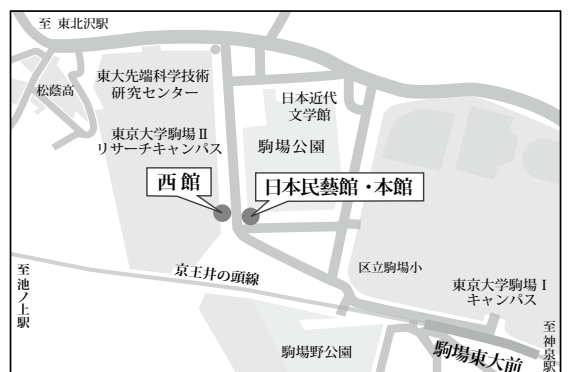 至 東北沢駅
松蔭高
東大先端科学技術
研究センター
日本近代
文学館
東京大学駒場Ⅱ
リサーチキャンパス
駒場公園
西館
日本民藝館・本館
京王井の頭線
区立駒場小
至池ノ上駅
東京大学駒場Ⅰ
キャンパス
駒場野公園
駒場東大前
至神泉駅